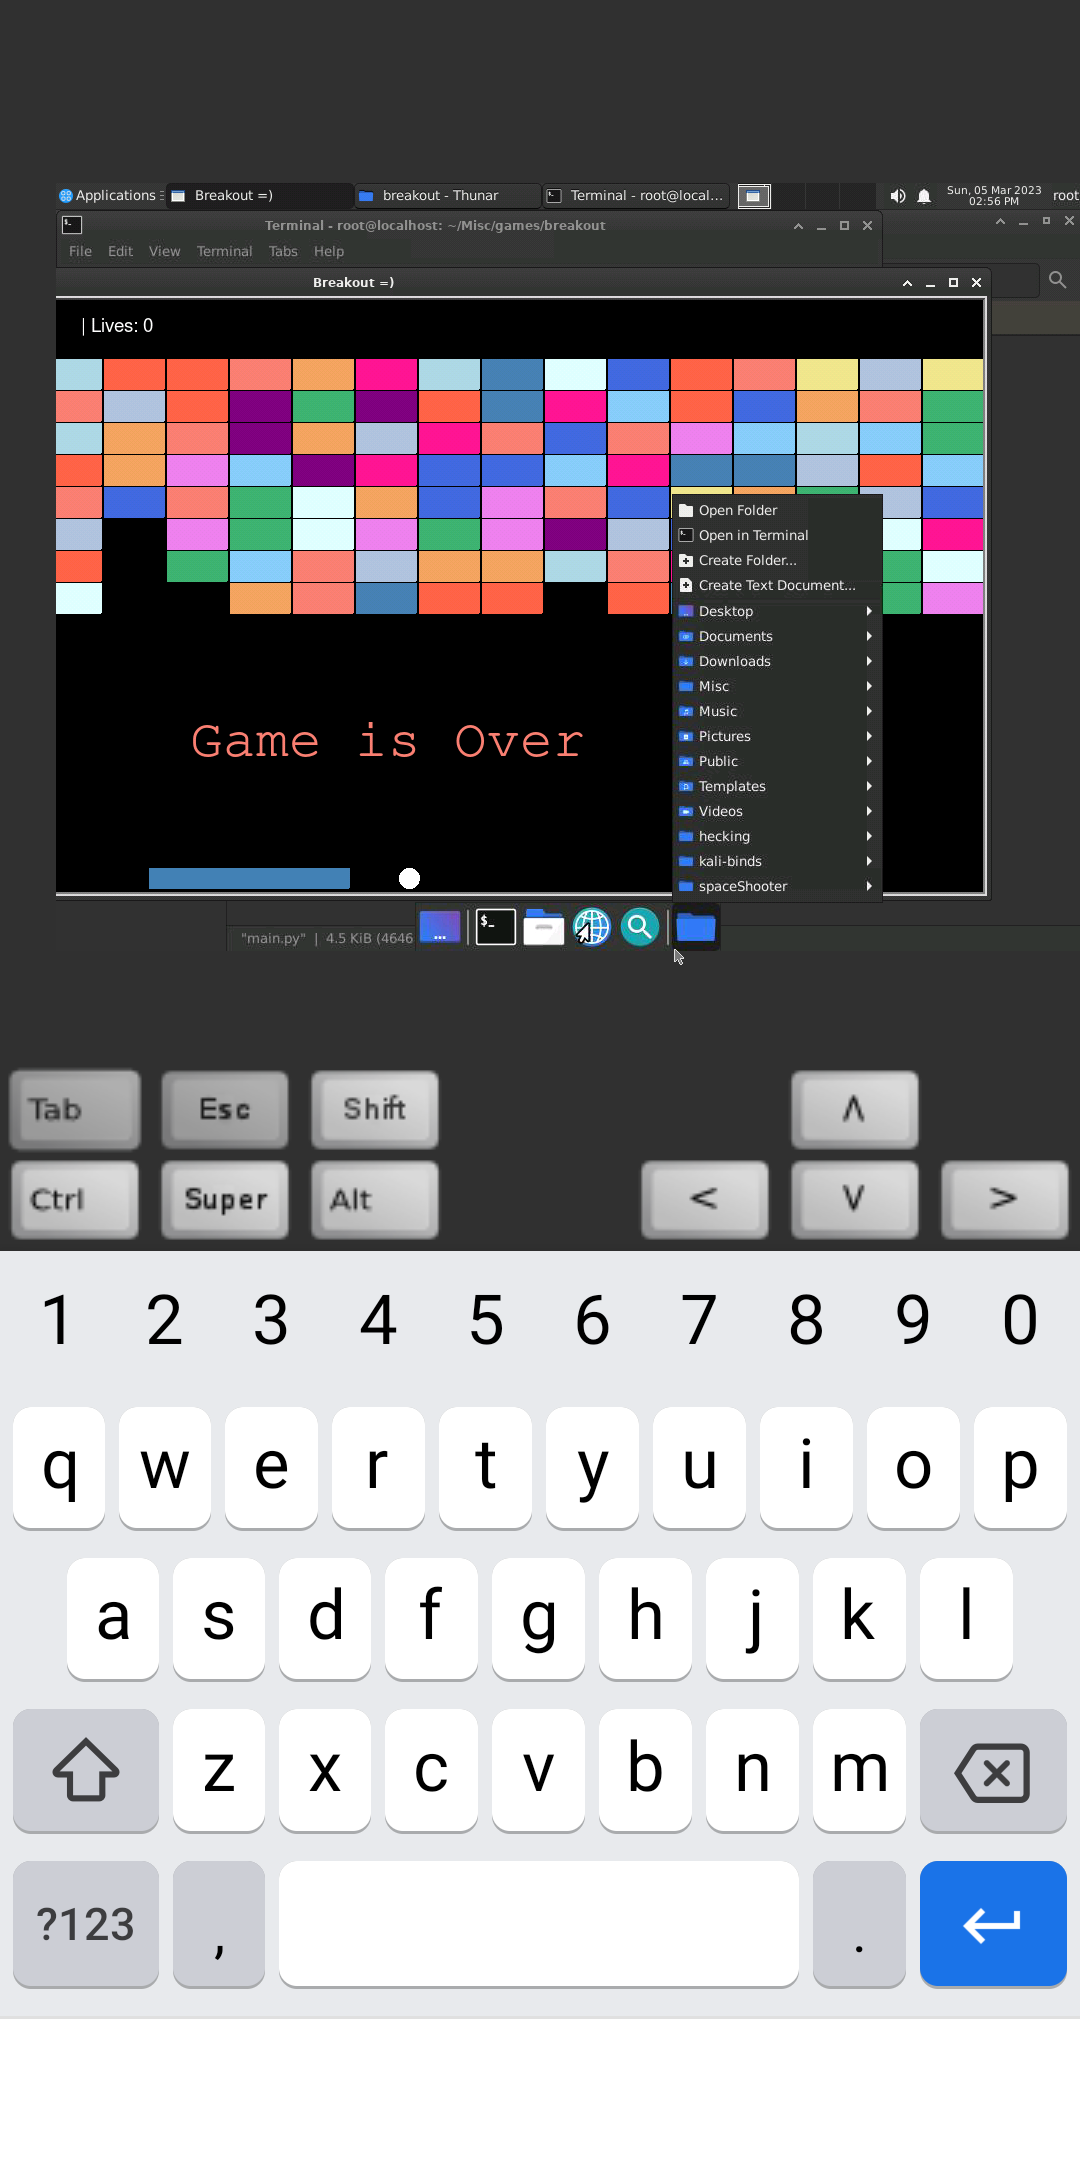 Applications
Breakout =)
breakout - Thunar
Terminal - root@local...
Sun, 05 Mar 2023
02:56 PM
root
Terminal - root@localhost: ~/Misc/games/breakout
File Edit View Terminal Tabs Help
Breakout =)
| Lives: 0
Open Folder
Open in Terminal
Create Folder...
Create Text Document...
Desktop
Documents
Downloads
Misc
Music
Pictures
Public
Templates
Videos
hecking
kali-binds
spaceShooter
Game is Over
"main.py" | 4.5 KiB (4646
Tab Esc Shift Λ
Ctrl Super Alt < V >
1 2 3 4 5 6 7 8 9 0
q w e r t y u i o p
a s d f g h j k l
z x c v b n m
?123 , .